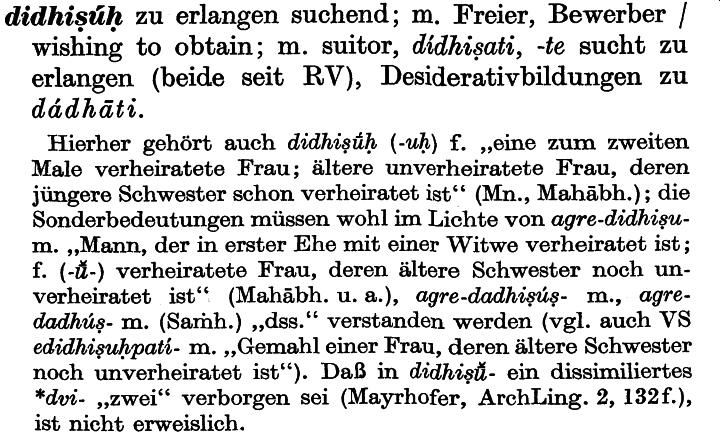 didhiṣúḥ zu erlangen suchend; m. Freier, Bewerber /
wishing to obtain; m. suitor, dídhiṣati, -te sucht zu
erlangen (beide seit RV), Desiderativbildungen zu
dádhāti.
Hierher gehört auch didhiṣū́ḥ (-uḥ) f. „eine zum zweiten
Male verheiratete Frau; ältere unverheiratete Frau, deren
jüngere Schwester schon verheiratet ist“ (Mn., Mahābh.); die
Sonderbedeutungen müssen wohl im Lichte von agre-didhiṣu-
m. „Mann, der in erster Ehe mit einer Witwe verheiratet ist;
f. (-ū̆-) verheiratete Frau, deren ältere Schwester noch un-
verheiratet ist“ (Mahābh. u. a.), agre-dadhiṣúṣ- m., agre-
dadhúṣ- m. (Saṁh.) „dss.“ verstanden werden (vgl. auch VS
edidhiṣuḥpatí- m. „Gemahl einer Frau, deren ältere Schwester
noch unverheiratet ist“). Daß in didhiṣū̆- ein dissimiliertes
*dvi- „zwei“ verborgen sei (Mayrhofer, ArchLing. 2, 132f.),
ist nicht erweislich.